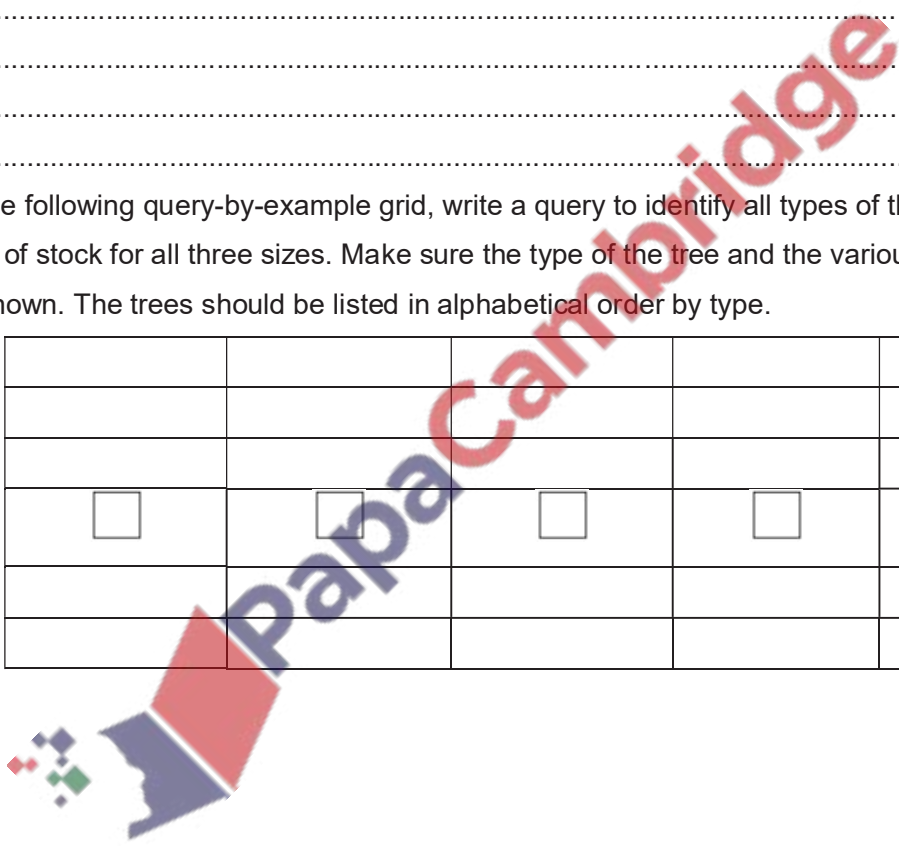 e following query-by-example grid, write a query to identify all types of t
of stock for all three sizes. Make sure the type of the tree and the variou
nown. The trees should be listed in alphabetical order by type.
PapaCambridge